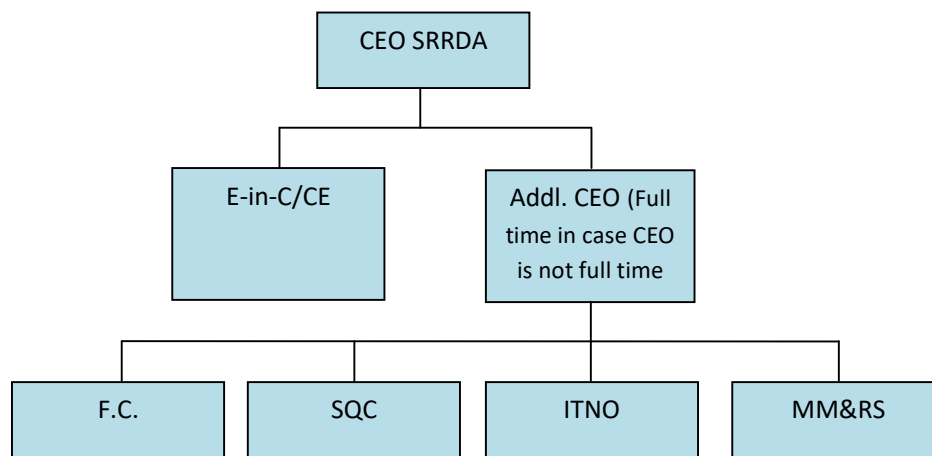 CEO SRRDA
E-in-C/CE
Addl. CEO (Full
time in case CEO
is not full time
F.C.
SQC
ITNO
MM&RS